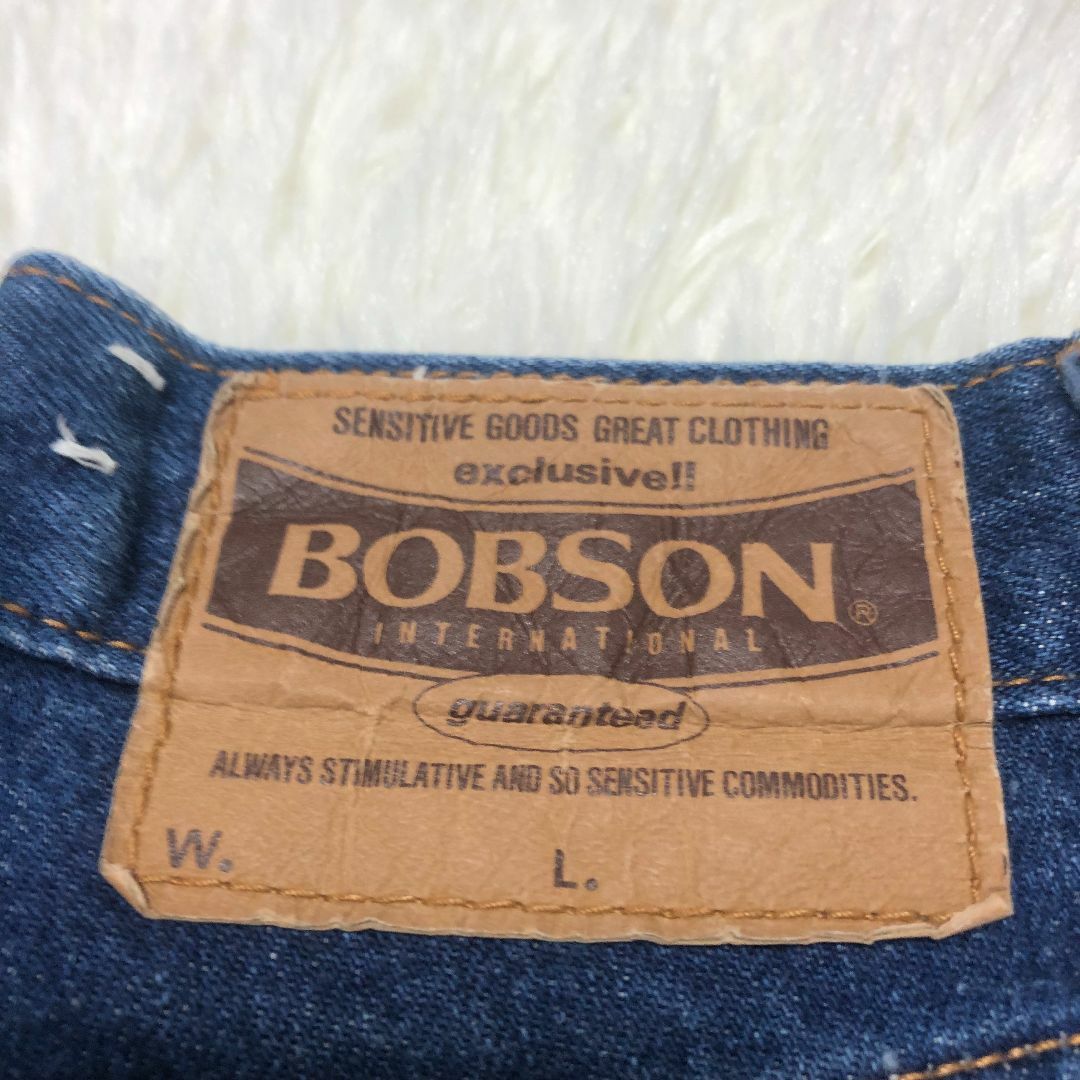 SENSITIVE GOODS GREAT CLOTHING
exclusive!!
BOBSON®
INTERNATIONAL
guaranteed
ALWAYS STIMULATIVE AND SO SENSITIVE COMMODITIES.
W. L.